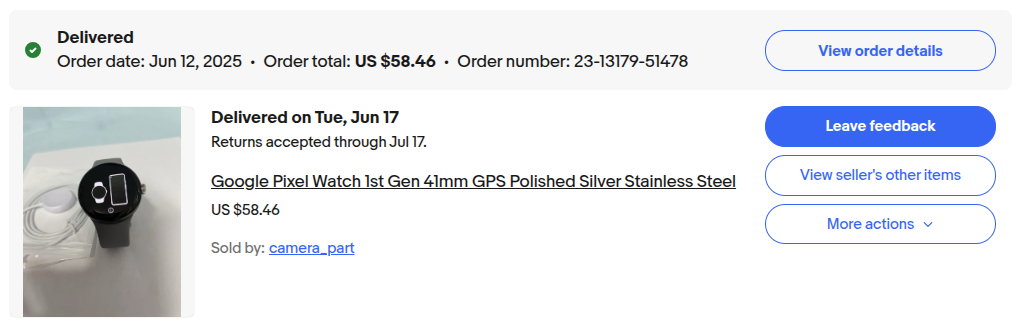 Delivered
Order date: Jun 12, 2025 • Order total: US $58.46 • Order number: 23-13179-51478
View order details
Delivered on Tue, Jun 17
Returns accepted through Jul 17.
Google Pixel Watch 1st Gen 41mm GPS Polished Silver Stainless Steel
US $58.46
Sold by: camera_part
Leave feedback
View seller's other items
More actions